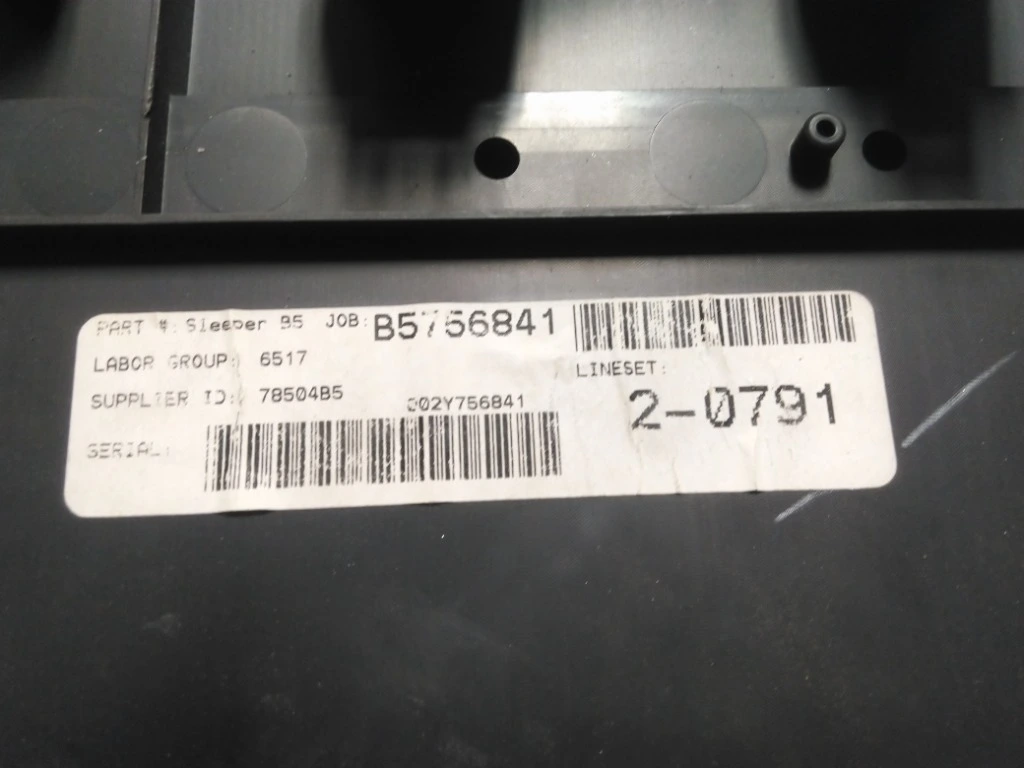 PART #: Sleeper B5 JOB: B5756841
LABOR GROUP: 6517
LINESET:
SUPPLIER ID: 78504B5
002Y756841
2-0791
SERIAL: